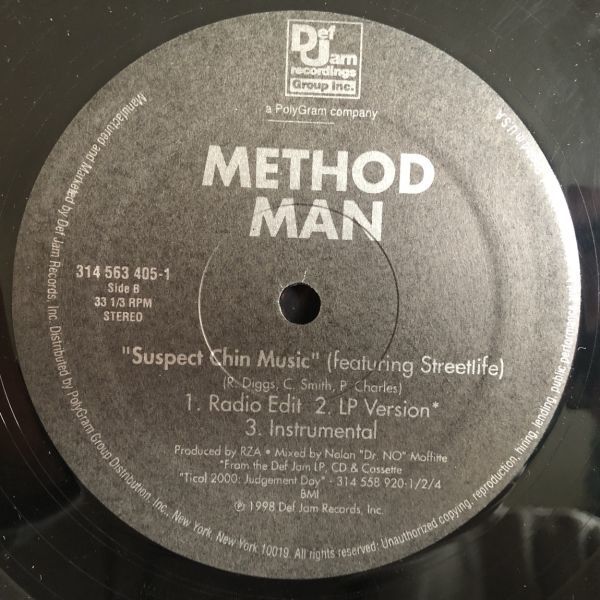 Def
Jam
recordings
Group Inc.
a PolyGram company
METHOD
MAN
314 563 405-1
Side B
33 1/3 RPM
STEREO
"Suspect Chin Music" (featuring Streetlife)
(R. Diggs, C. Smith, P. Charles)
1. Radio Edit 2. LP Version*
3. Instrumental
Produced by RZA • Mixed by Nolan "Dr. NO" Moffitte
*From the Def Jam LP, CD & Cassette
"Tical 2000: Judgement Day" - 314 558 920-1/2/4
BMI
℗ 1998 Def Jam Records, Inc.
Manufactured and Marketed by Def Jam Records, Inc. Distributed by PolyGram Group Distribution, Inc., New York, New York 10019. All rights reserved: Unauthorized copying, reproduction, hiring, lending, public performance
USA